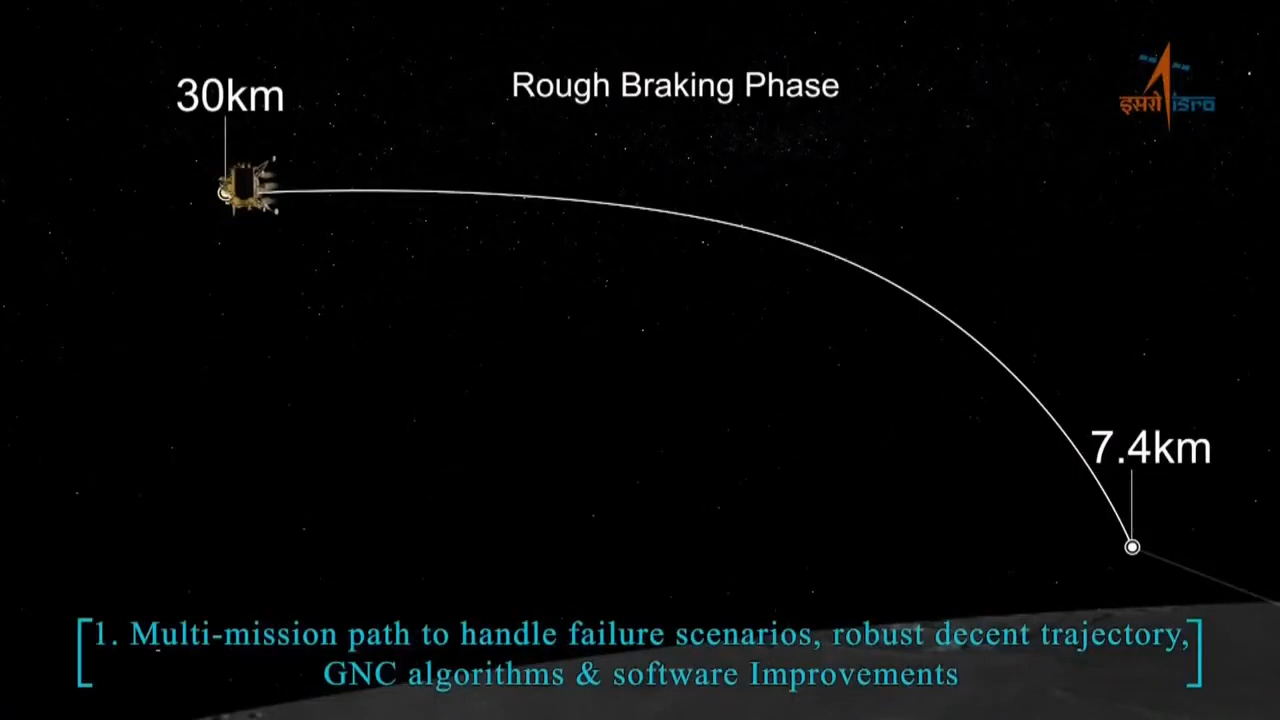 Rough Braking Phase
30km
इसरो isro
7.4km
1. Multi-mission path to handle failure scenarios, robust decent trajectory,
GNC algorithms & software Improvements